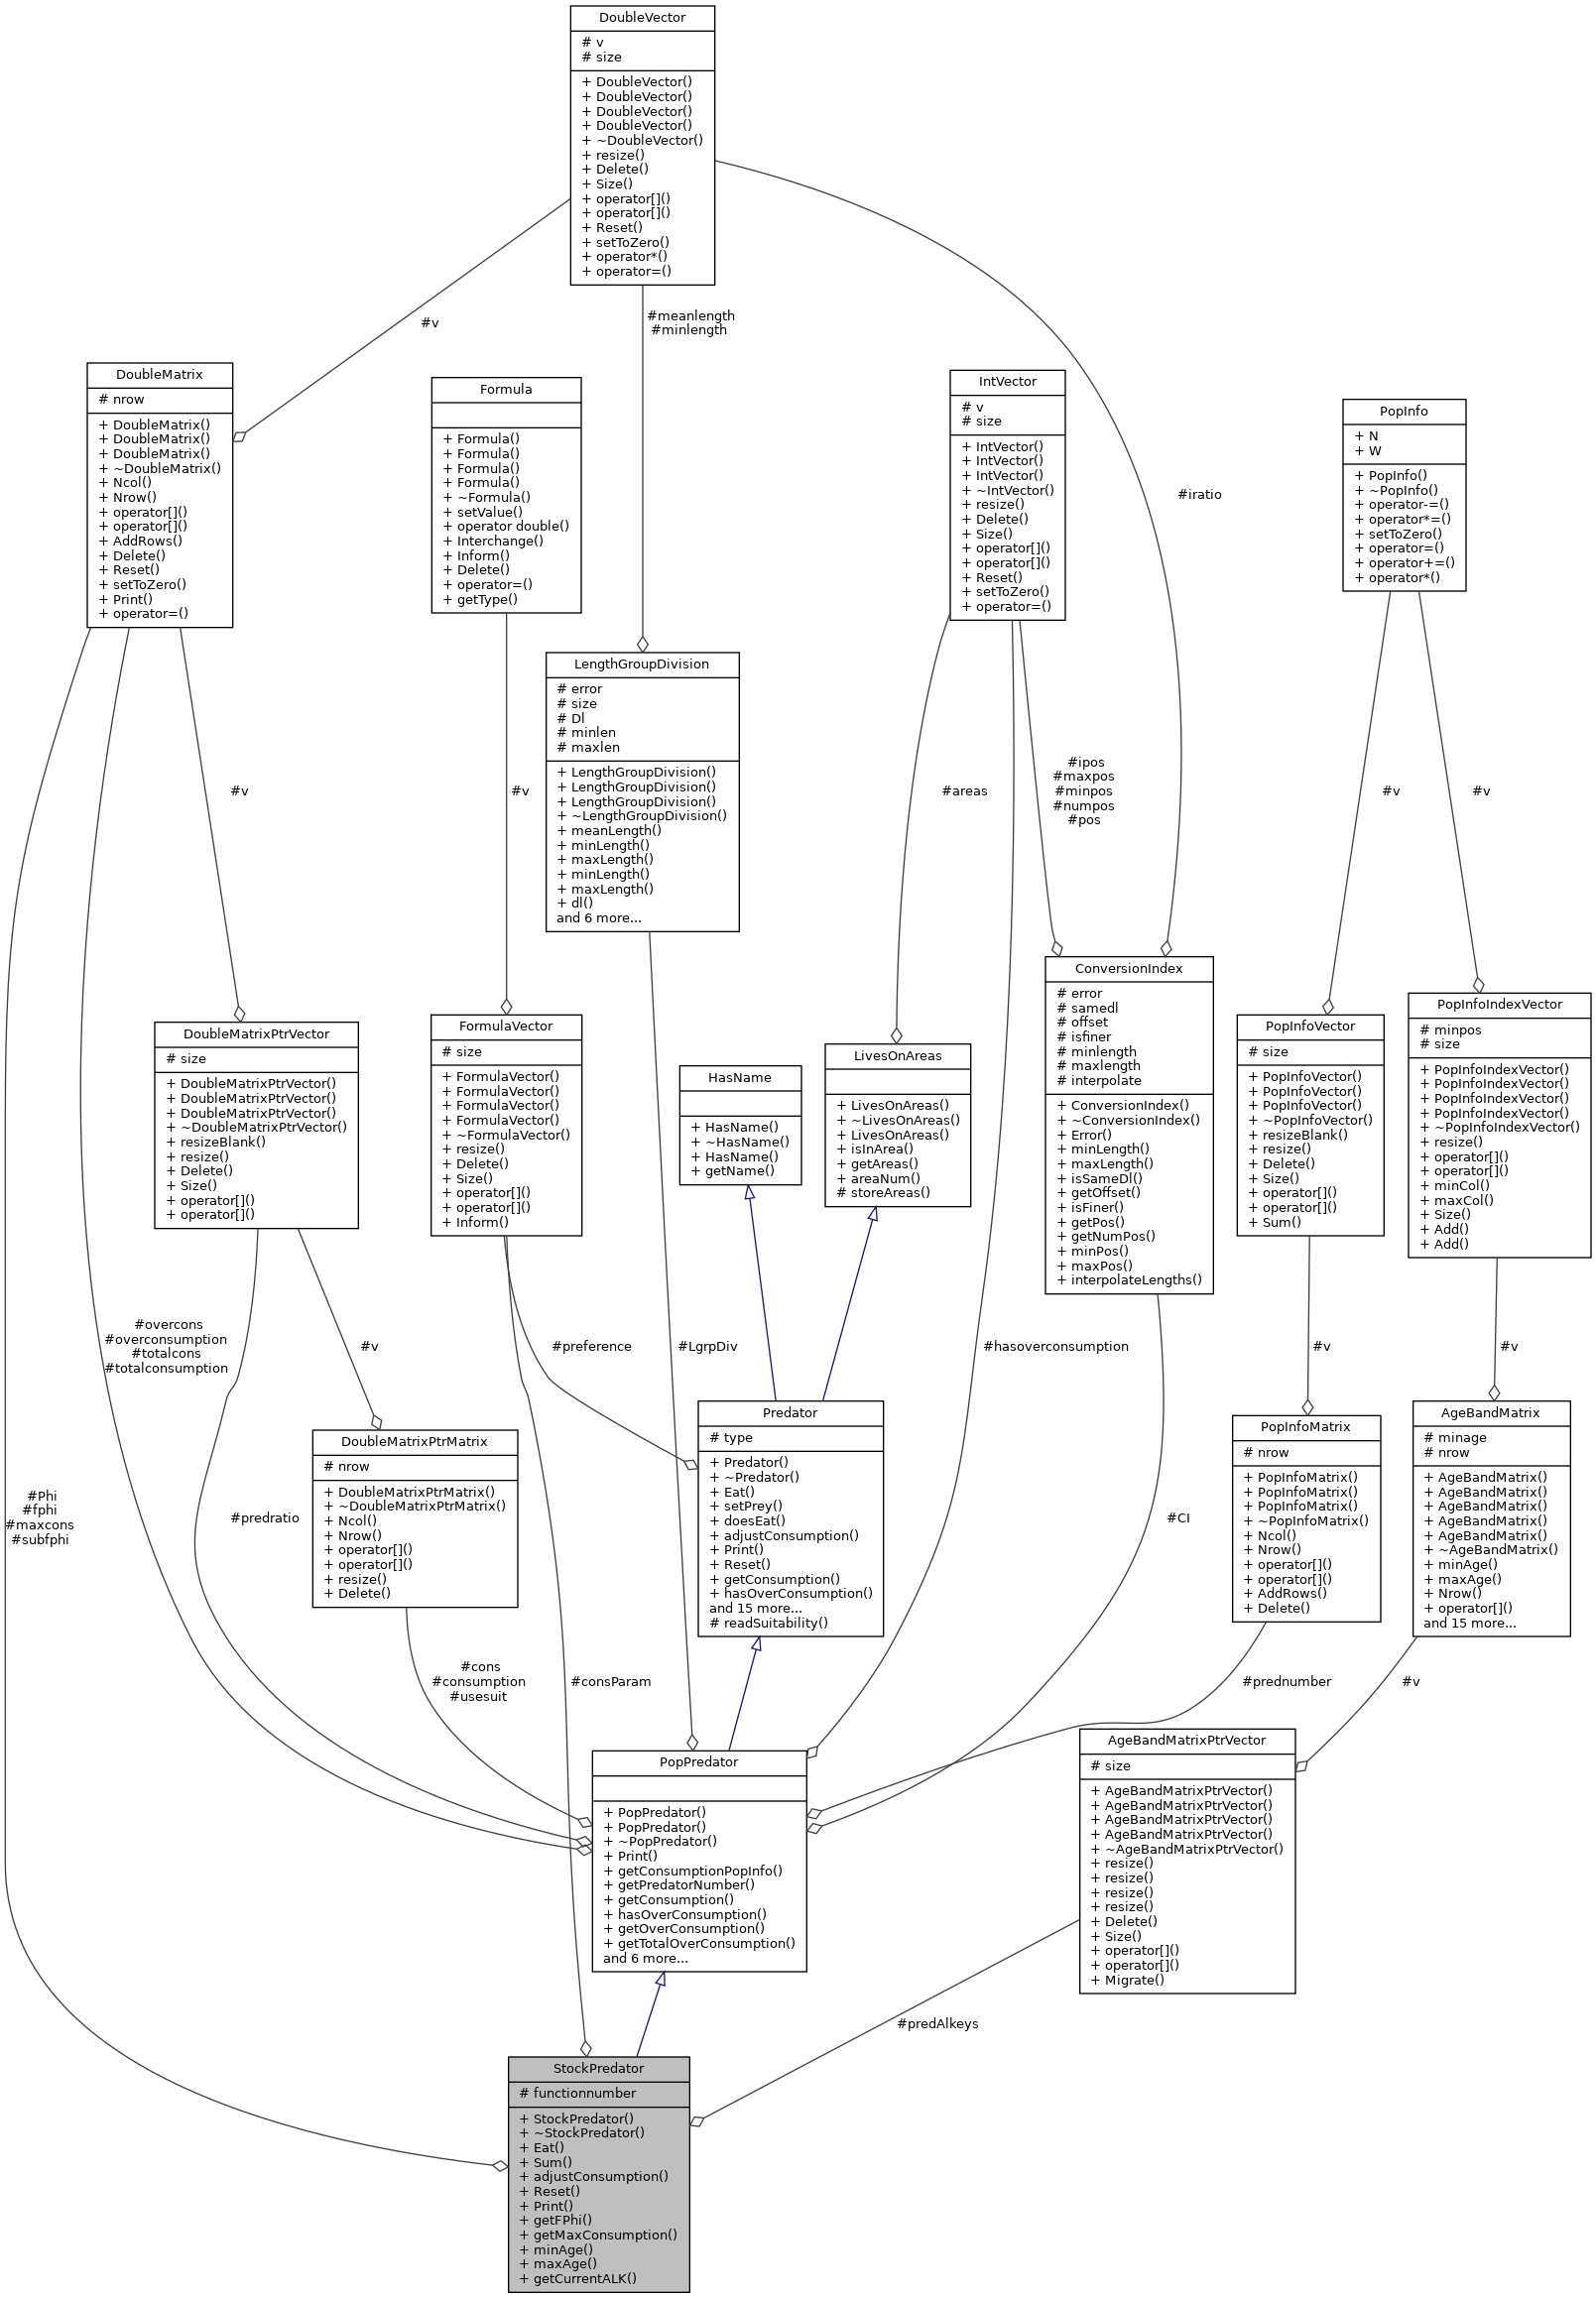 DoubleVector
# v
# size
+ DoubleVector()
+ DoubleVector()
+ DoubleVector()
+ DoubleVector()
+ ~DoubleVector()
+ resize()
+ Delete()
+ Size()
+ operator[]()
+ operator[]()
+ Reset()
+ setToZero()
+ operator*()
+ operator=()
#v
#meanlength
#minlength
#iratio
DoubleMatrix
# nrow
+ DoubleMatrix()
+ DoubleMatrix()
+ DoubleMatrix()
+ ~DoubleMatrix()
+ Ncol()
+ Nrow()
+ operator[]()
+ operator[]()
+ AddRows()
+ Delete()
+ Reset()
+ setToZero()
+ Print()
+ operator=()
Formula
+ Formula()
+ Formula()
+ Formula()
+ Formula()
+ ~Formula()
+ setValue()
+ operator double()
+ Interchange()
+ Inform()
+ Delete()
+ operator=()
+ getType()
IntVector
# v
# size
+ IntVector()
+ IntVector()
+ IntVector()
+ ~IntVector()
+ resize()
+ Delete()
+ Size()
+ operator[]()
+ operator[]()
+ Reset()
+ setToZero()
+ operator=()
PopInfo
+ N
+ W
+ PopInfo()
+ ~PopInfo()
+ operator-=()
+ operator*=()
+ setToZero()
+ operator=()
+ operator+=()
+ operator*()
LengthGroupDivision
# error
# size
# Dl
# minlen
# maxlen
+ LengthGroupDivision()
+ LengthGroupDivision()
+ LengthGroupDivision()
+ ~LengthGroupDivision()
+ meanLength()
+ minLength()
+ maxLength()
+ minLength()
+ maxLength()
+ dl()
and 6 more...
#v
#v
#areas
#ipos
#maxpos
#minpos
#numpos
#pos
#v
#v
DoubleMatrixPtrVector
# size
+ DoubleMatrixPtrVector()
+ DoubleMatrixPtrVector()
+ DoubleMatrixPtrVector()
+ ~DoubleMatrixPtrVector()
+ resizeBlank()
+ resize()
+ Delete()
+ Size()
+ operator[]()
+ operator[]()
FormulaVector
# size
+ FormulaVector()
+ FormulaVector()
+ FormulaVector()
+ FormulaVector()
+ ~FormulaVector()
+ resize()
+ Delete()
+ Size()
+ operator[]()
+ operator[]()
+ Inform()
HasName
+ HasName()
+ ~HasName()
+ HasName()
+ getName()
LivesOnAreas
+ LivesOnAreas()
+ ~LivesOnAreas()
+ LivesOnAreas()
+ isInArea()
+ getAreas()
+ areaNum()
# storeAreas()
ConversionIndex
# error
# samedl
# offset
# isfiner
# minlength
# maxlength
# interpolate
+ ConversionIndex()
+ ~ConversionIndex()
+ Error()
+ minLength()
+ maxLength()
+ isSameDl()
+ getOffset()
+ isFiner()
+ getPos()
+ getNumPos()
+ minPos()
+ maxPos()
+ interpolateLengths()
PopInfoVector
# size
+ PopInfoVector()
+ PopInfoVector()
+ PopInfoVector()
+ ~PopInfoVector()
+ resizeBlank()
+ resize()
+ Delete()
+ Size()
+ operator[]()
+ operator[]()
+ Sum()
PopInfoIndexVector
# minpos
# size
+ PopInfoIndexVector()
+ PopInfoIndexVector()
+ PopInfoIndexVector()
+ PopInfoIndexVector()
+ ~PopInfoIndexVector()
+ resize()
+ operator[]()
+ operator[]()
+ minCol()
+ maxCol()
+ Size()
+ Add()
+ Add()
#overcons
#overconsumption
#totalcons
#totalconsumption
#v
#preference
#LgrpDiv
#hasoverconsumption
#v
#v
DoubleMatrixPtrMatrix
# nrow
+ DoubleMatrixPtrMatrix()
+ ~DoubleMatrixPtrMatrix()
+ Ncol()
+ Nrow()
+ operator[]()
+ operator[]()
+ resize()
+ Delete()
Predator
# type
+ Predator()
+ ~Predator()
+ Eat()
+ setPrey()
+ doesEat()
+ adjustConsumption()
+ Print()
+ Reset()
+ getConsumption()
+ hasOverConsumption()
and 15 more...
# readSuitability()
PopInfoMatrix
# nrow
+ PopInfoMatrix()
+ PopInfoMatrix()
+ PopInfoMatrix()
+ ~PopInfoMatrix()
+ Ncol()
+ Nrow()
+ operator[]()
+ operator[]()
+ AddRows()
+ Delete()
AgeBandMatrix
# minage
# nrow
+ AgeBandMatrix()
+ AgeBandMatrix()
+ AgeBandMatrix()
+ AgeBandMatrix()
+ AgeBandMatrix()
+ ~AgeBandMatrix()
+ minAge()
+ maxAge()
+ Nrow()
+ operator[]()
and 15 more...
#Phi
#fphi
#maxcons
#subfphi
#predratio
#CI
#cons
#consumption
#usesuit
#consParam
#prednumber
#v
PopPredator
+ PopPredator()
+ PopPredator()
+ ~PopPredator()
+ Print()
+ getConsumptionPopInfo()
+ getPredatorNumber()
+ getConsumption()
+ hasOverConsumption()
+ getOverConsumption()
+ getTotalOverConsumption()
and 6 more...
AgeBandMatrixPtrVector
# size
+ AgeBandMatrixPtrVector()
+ AgeBandMatrixPtrVector()
+ AgeBandMatrixPtrVector()
+ AgeBandMatrixPtrVector()
+ ~AgeBandMatrixPtrVector()
+ resize()
+ resize()
+ resize()
+ resize()
+ Delete()
+ Size()
+ operator[]()
+ operator[]()
+ Migrate()
#predAlkeys
StockPredator
# functionnumber
+ StockPredator()
+ ~StockPredator()
+ Eat()
+ Sum()
+ adjustConsumption()
+ Reset()
+ Print()
+ getFPhi()
+ getMaxConsumption()
+ minAge()
+ maxAge()
+ getCurrentALK()